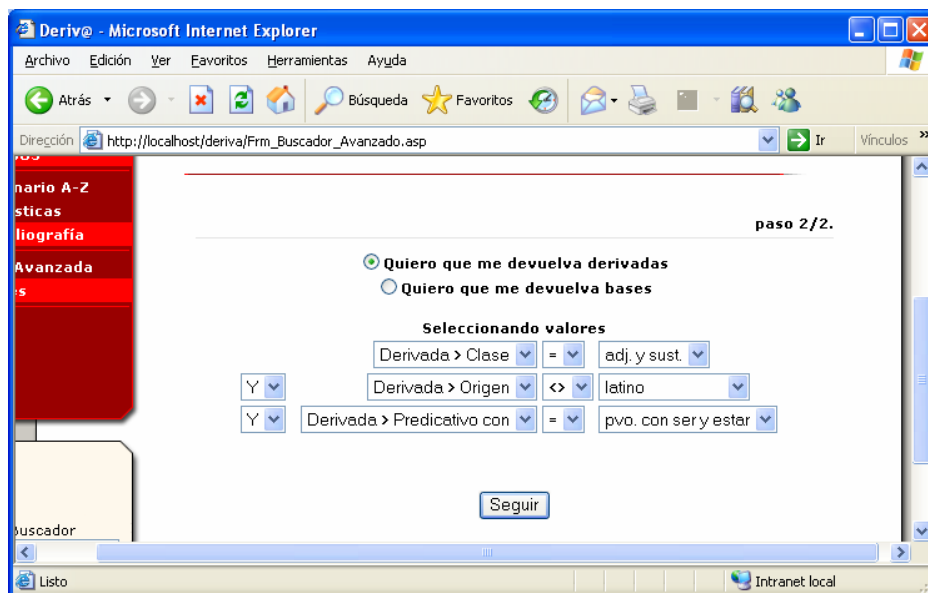 Deriv@ - Microsoft Internet Explorer
Archivo Edición Ver Favoritos Herramientas Ayuda
Atrás Búsqueda Favoritos
Dirección http://localhost/deriva/Frm_Buscador_Avanzado.asp Ir Vínculos »
nario A-Z
sticas
liografía
Avanzada
s
paso 2/2.
Quiero que me devuelva derivadas
Quiero que me devuelva bases
Seleccionando valores
Derivada > Clase = adj. y sust.
Y Derivada > Origen <> latino
Y Derivada > Predicativo con = pvo. con ser y estar
Seguir
Buscador
Listo Intranet local